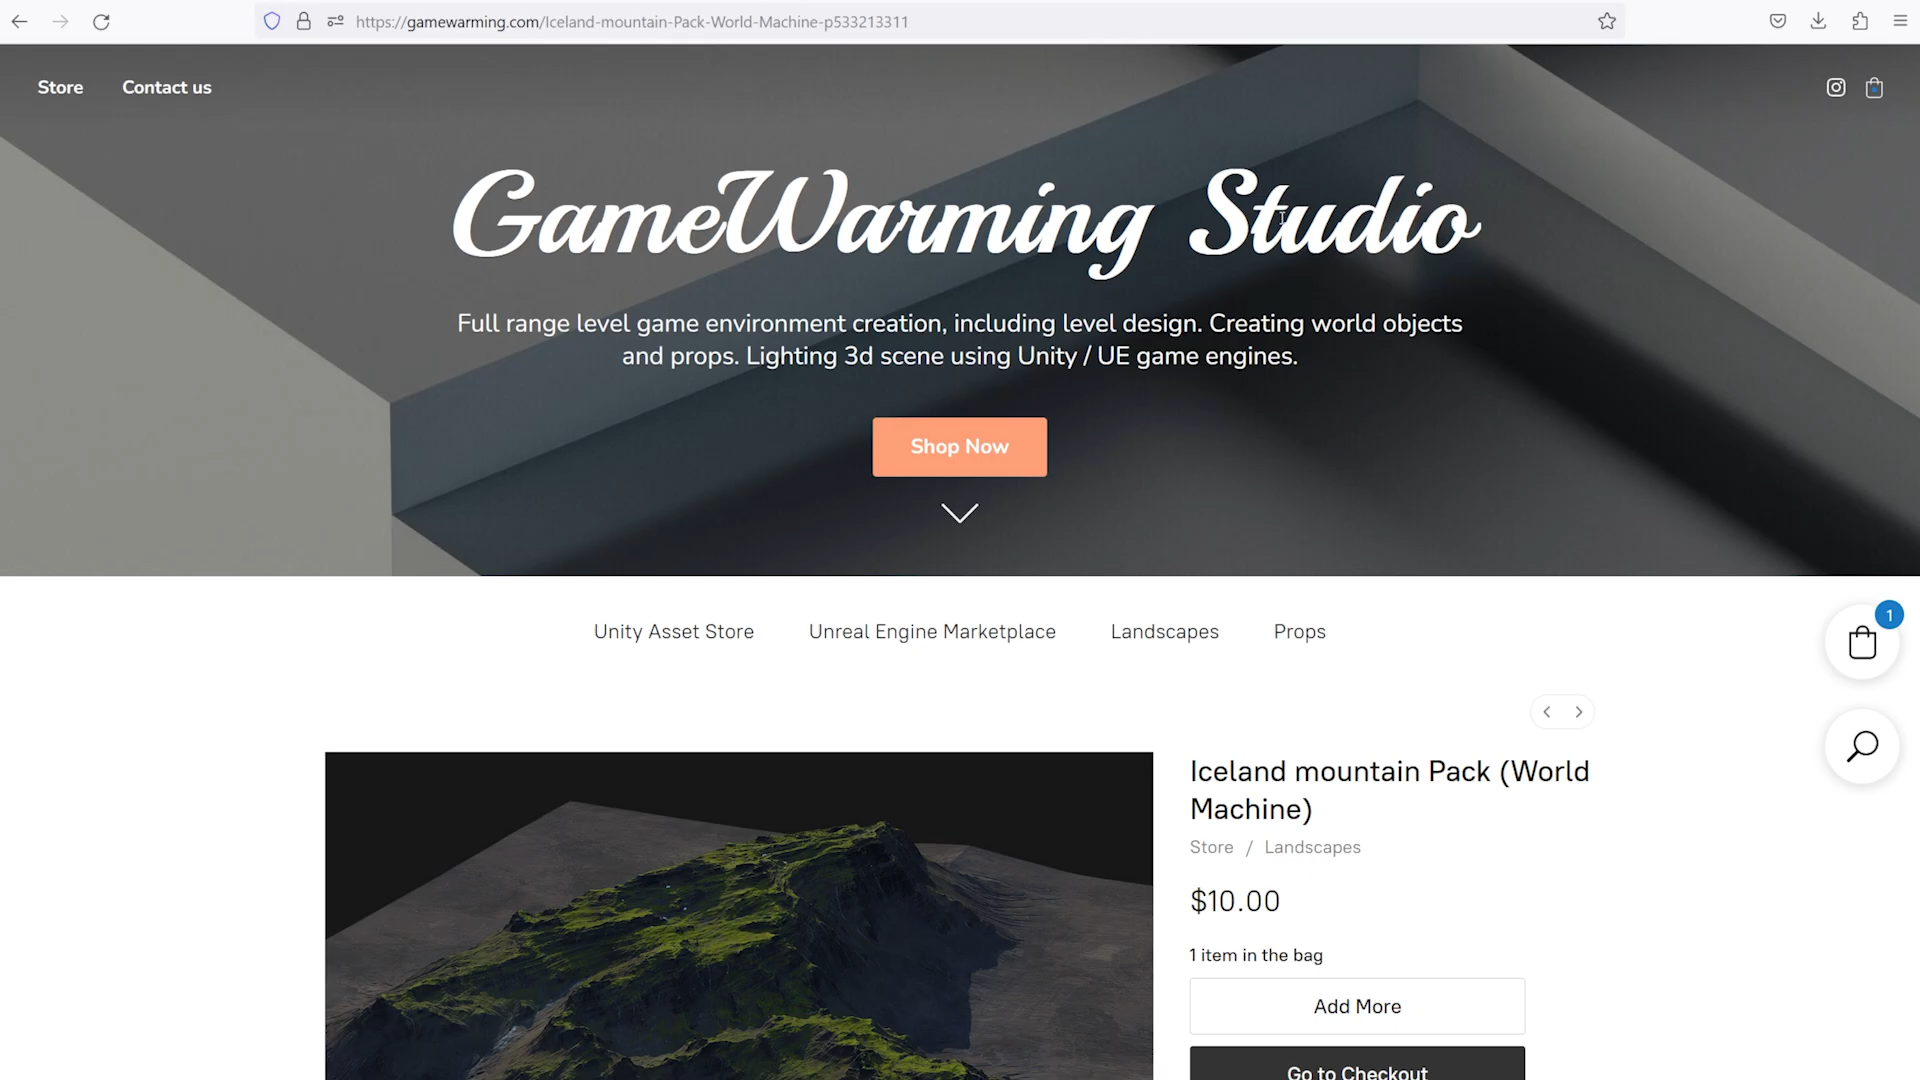 https://gamewarming.com/Iceland-mountain-Pack-World-Machine-p533213311
Store
Contact us
GameWarming Studio
Full range level game environment creation, including level design. Creating world objects
and props. Lighting 3d scene using Unity / UE game engines.
Shop Now
Unity Asset Store
Unreal Engine Marketplace
Landscapes
Props
1
Iceland mountain Pack (World
Machine)
Store / Landscapes
$10.00
1 item in the bag
Add More
Go to Checkout